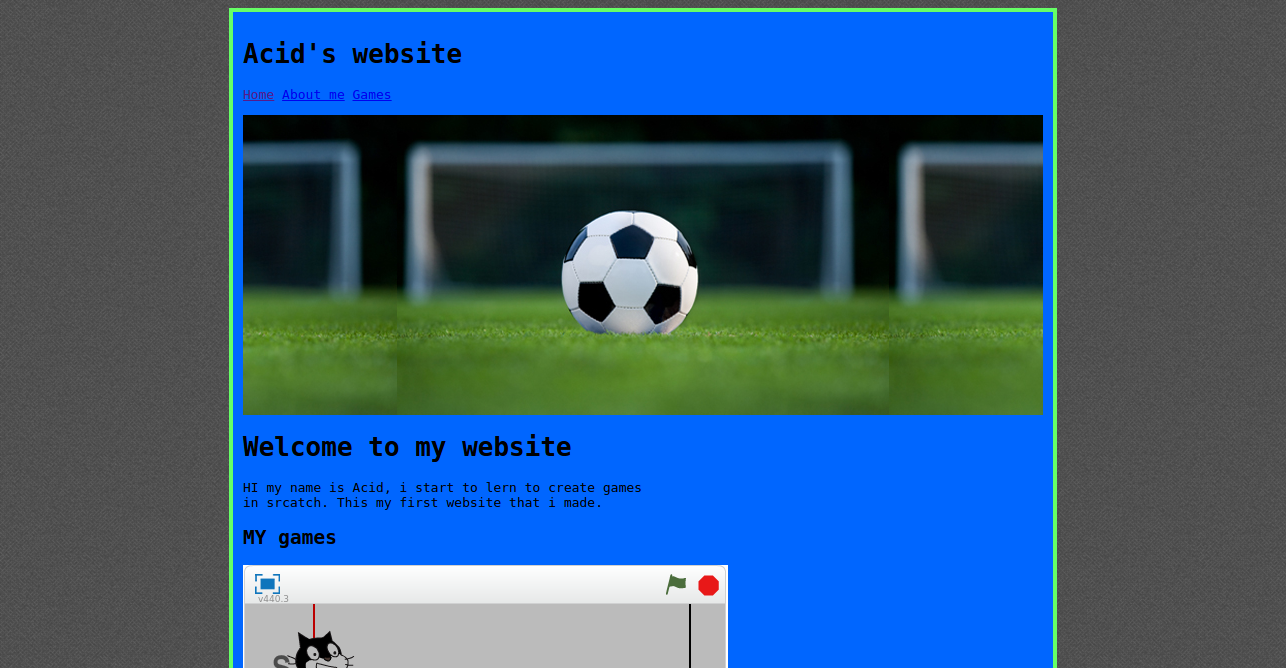 Acid's website
Home About me Games
Welcome to my website
HI my name is Acid, i start to lern to create games
in srcatch. This my first website that i made.
MY games
v440.3
S